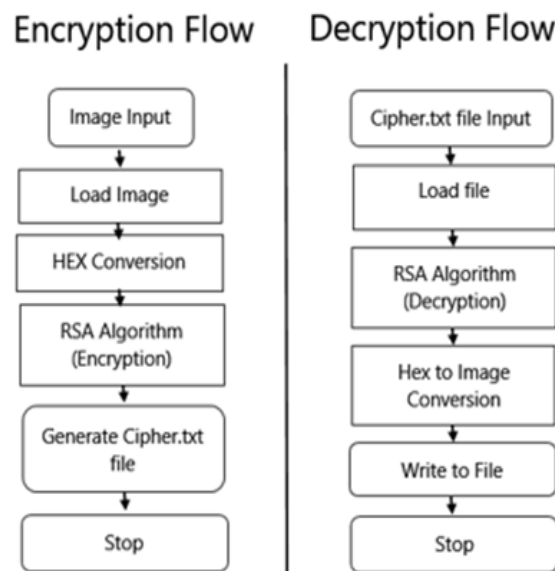 Encryption Flow
Image Input
Load Image
HEX Conversion
RSA Algorithm
(Encryption)
Generate Cipher.txt
file
Stop
Decryption Flow
Cipher.txt file Input
Load file
RSA Algorithm
(Decryption)
Hex to Image
Conversion
Write to File
Stop